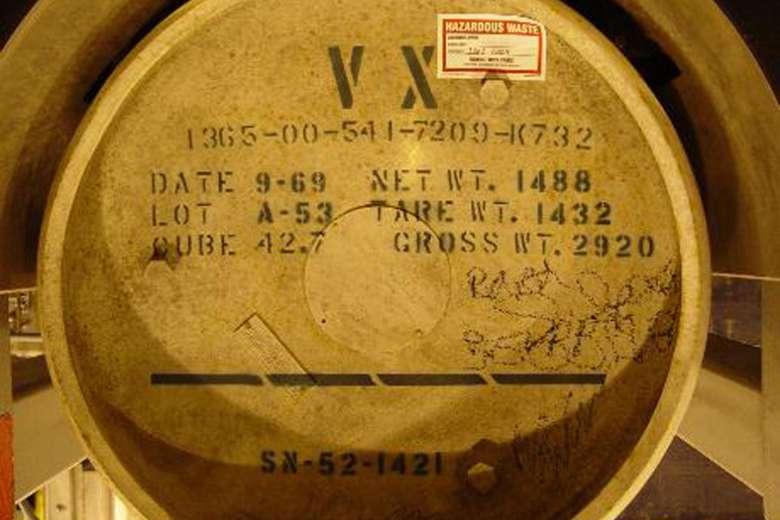 HAZARDOUS WASTE
V X
1365-00-541-7209-K732
DATE 9-69 NET WT. 1488
LOT A-53 TARE WT. 1432
CUBE 42.7 GROSS WT. 2920
SN-52-1421